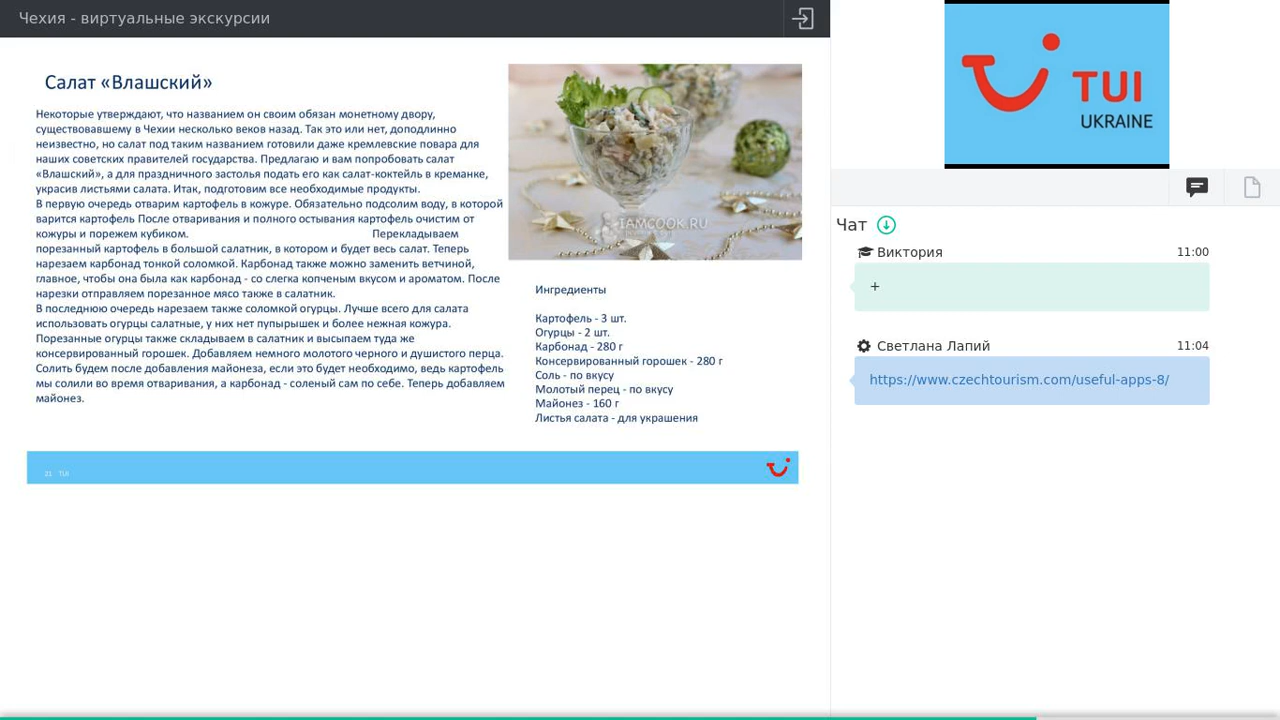 Чехия - виртуальные экскурсии
Салат «Влашский»
Некоторые утверждают, что названием он своим обязан монетному двору,
существовавшему в Чехии несколько веков назад. Так это или нет, доподлинно
неизвестно, но салат под таким названием готовили даже кремлевские повара для
наших советских правителей государства. Предлагаю и вам попробовать салат
«Влашский», а для праздничного застолья подать его как салат-коктейль в креманке,
украсив листьями салата. Итак, подготовим все необходимые продукты.
В первую очередь отварим картофель в кожуре. Обязательно подсолим воду, в которой
варится картофель После отваривания и полного остывания картофель очистим от
кожуры и порежем кубиком. Перекладываем
порезанный картофель в большой салатник, в котором и будет весь салат. Теперь
нарезаем карбонад тонкой соломкой. Карбонад также можно заменить ветчиной,
главное, чтобы она была как карбонад - со слегка копченым вкусом и ароматом. После
нарезки отправляем порезанное мясо также в салатник.
В последнюю очередь нарезаем также соломкой огурцы. Лучше всего для салата
использовать огурцы салатные, у них нет пупырышек и более нежная кожура.
Порезанные огурцы также складываем в салатник и высыпаем туда же
консервированный горошек. Добавляем немного молотого черного и душистого перца.
Солить будем после добавления майонеза, если это будет необходимо, ведь картофель
мы солили во время отваривания, а карбонад - соленый сам по себе. Теперь добавляем
майонез.
IAMCOOK.RU
Ингредиенты
Картофель - 3 шт.
Огурцы - 2 шт.
Карбонад - 280 г
Консервированный горошек - 280 г
Соль - по вкусу
Молотый перец - по вкусу
Майонез - 160 г
Листья салата - для украшения
21 TUI
TUI
UKRAINE
Чат
Виктория 11:00
+
Светлана Лапий 11:04
https://www.czechtourism.com/useful-apps-8/